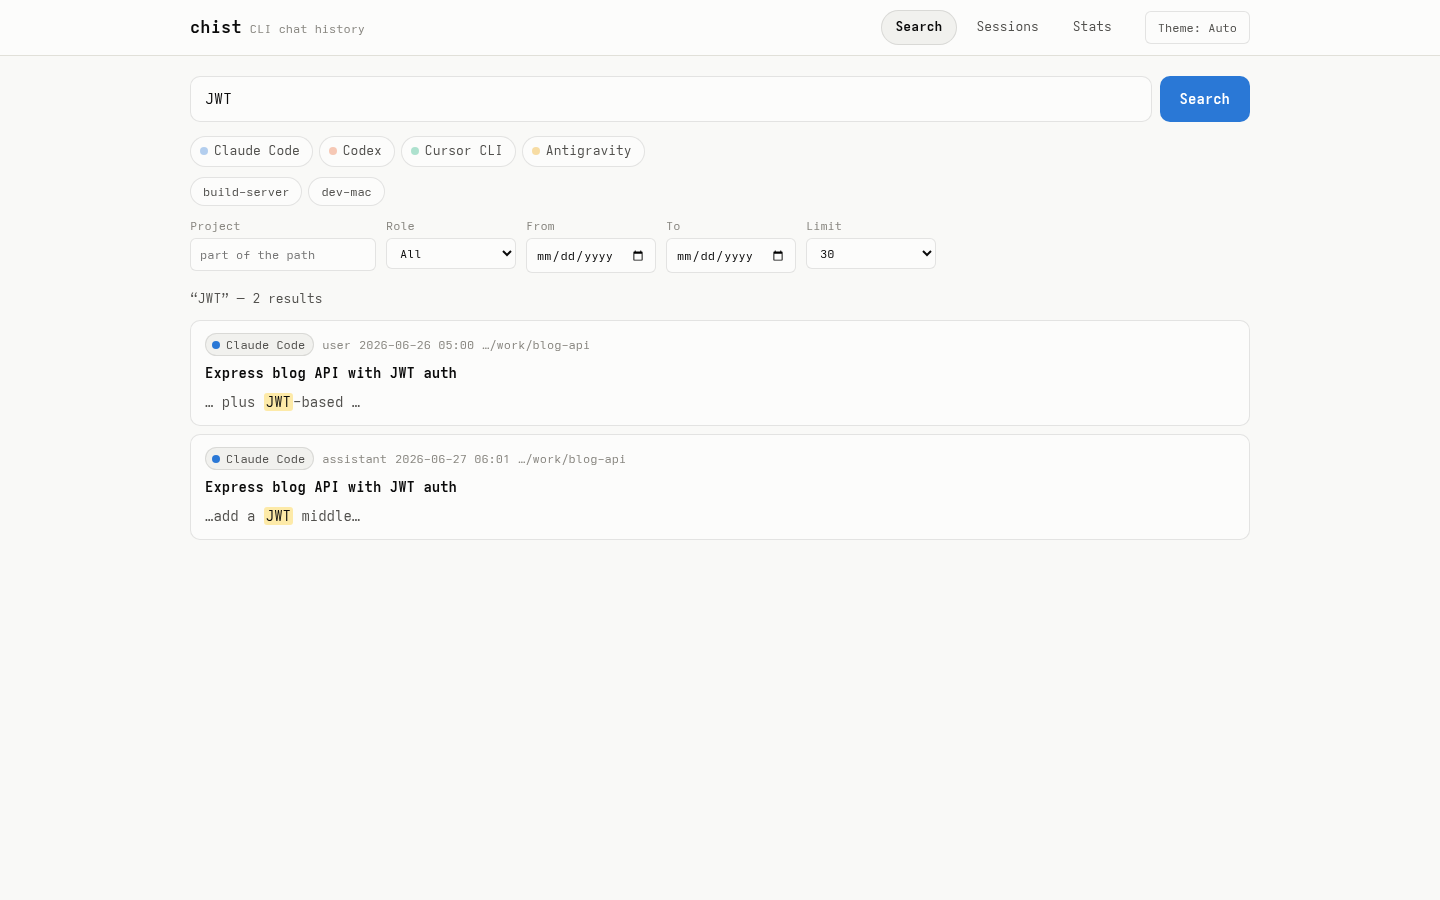 chist CLI chat history Search Sessions Stats Theme: Auto
JWT Search
Claude Code Codex Cursor CLI Antigravity
build-server dev-mac
Project Role From To Limit
part of the path All mm/dd/yyyy mm/dd/yyyy 30
“JWT” — 2 results
Claude Code user 2026-06-26 05:00 …/work/blog-api
Express blog API with JWT auth
… plus JWT-based …
Claude Code assistant 2026-06-27 06:01 …/work/blog-api
Express blog API with JWT auth
…add a JWT middle…